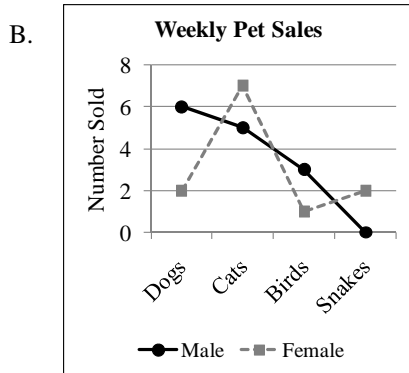 B.
Weekly Pet Sales
Number Sold
8
6
4
2
0
Dogs
Cats
Birds
Snakes
Male
Female